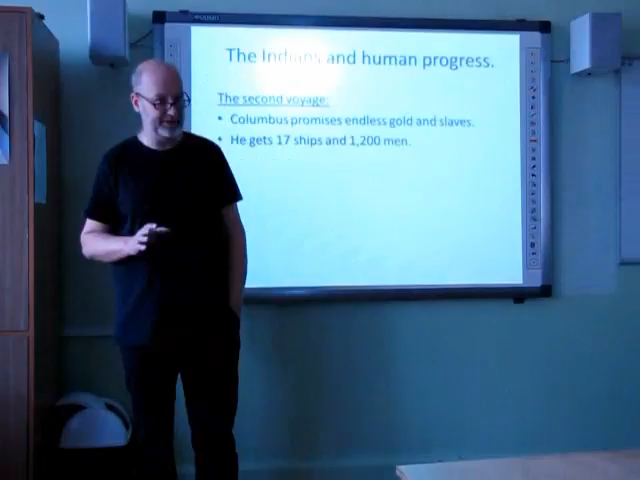 The Indians and human progress.
The second voyage:
• Columbus promises endless gold and slaves.
• He gets 17 ships and 1,200 men.